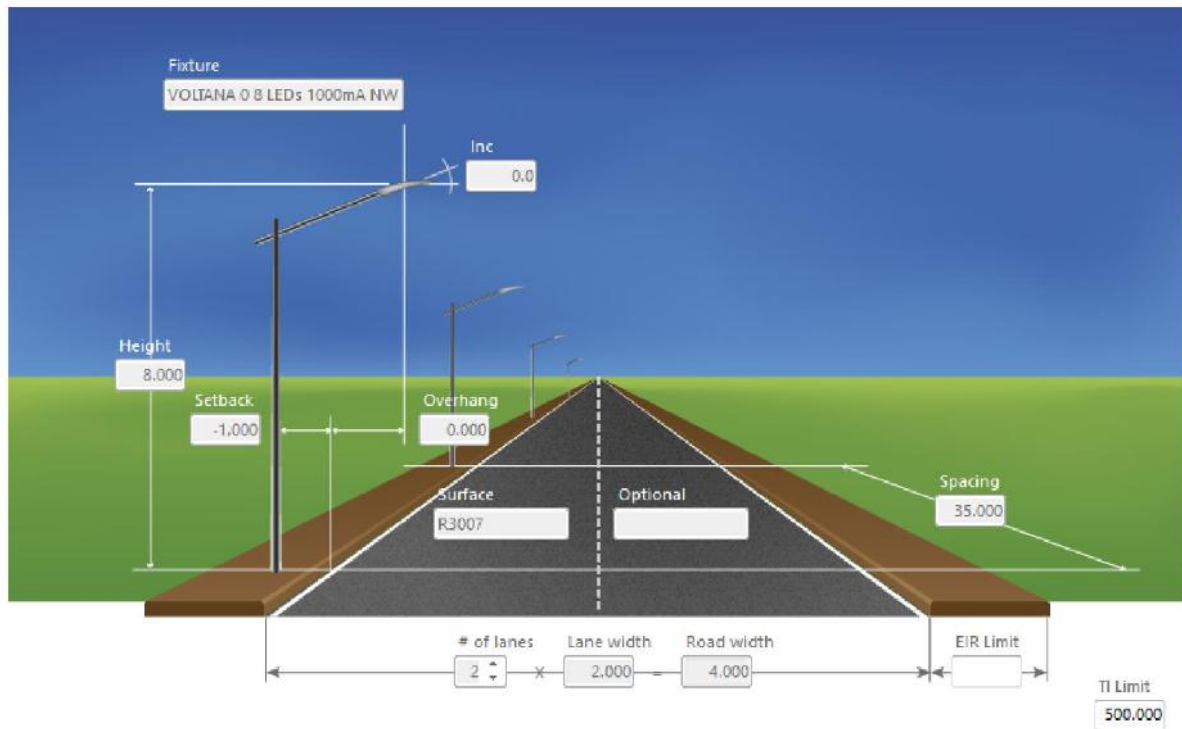 Fixture
VOLTANA 0 8 LEDs 1000mA NW
Inc
0.0
Height
8.000
Setback
-1.000
Overhang
0.000
Surface
R3007
Optional
Spacing
35.000
# of lanes
2
x
Lane width
2.000
=
Road width
4.000
EIR Limit
TI Limit
500.000